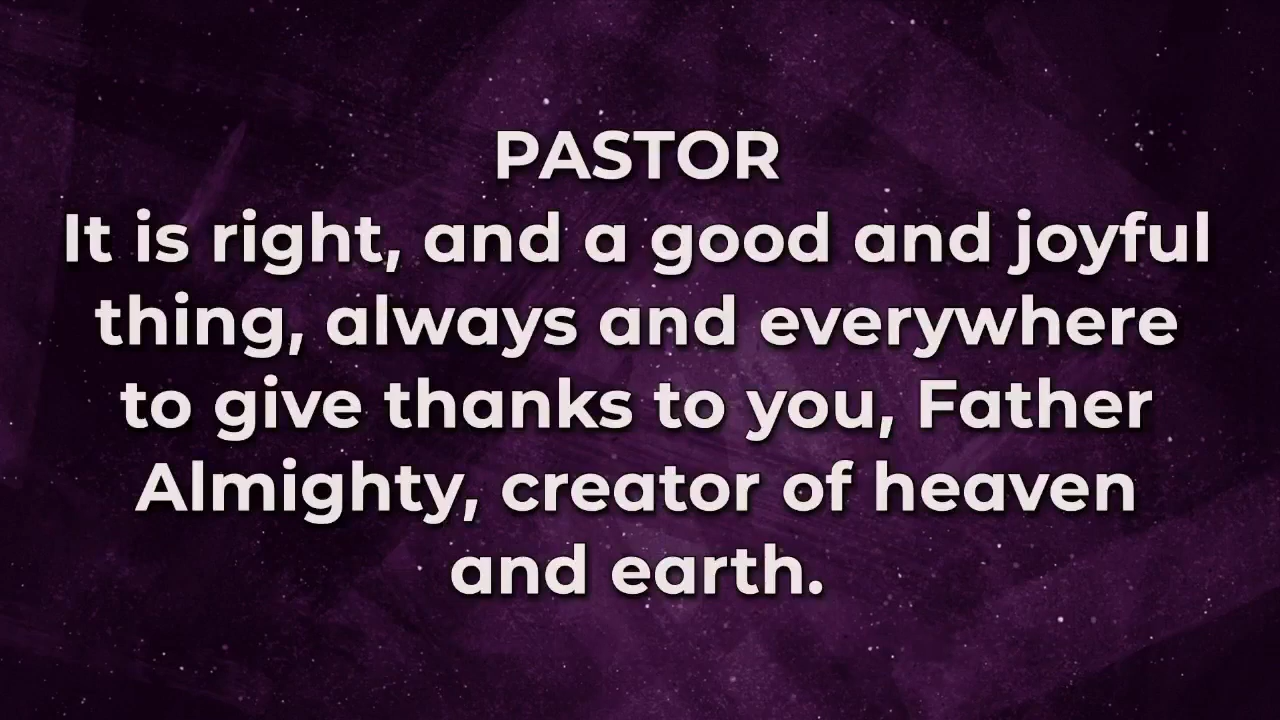 PASTOR
It is right, and a good and joyful
thing, always and everywhere
to give thanks to you, Father
Almighty, creator of heaven
and earth.